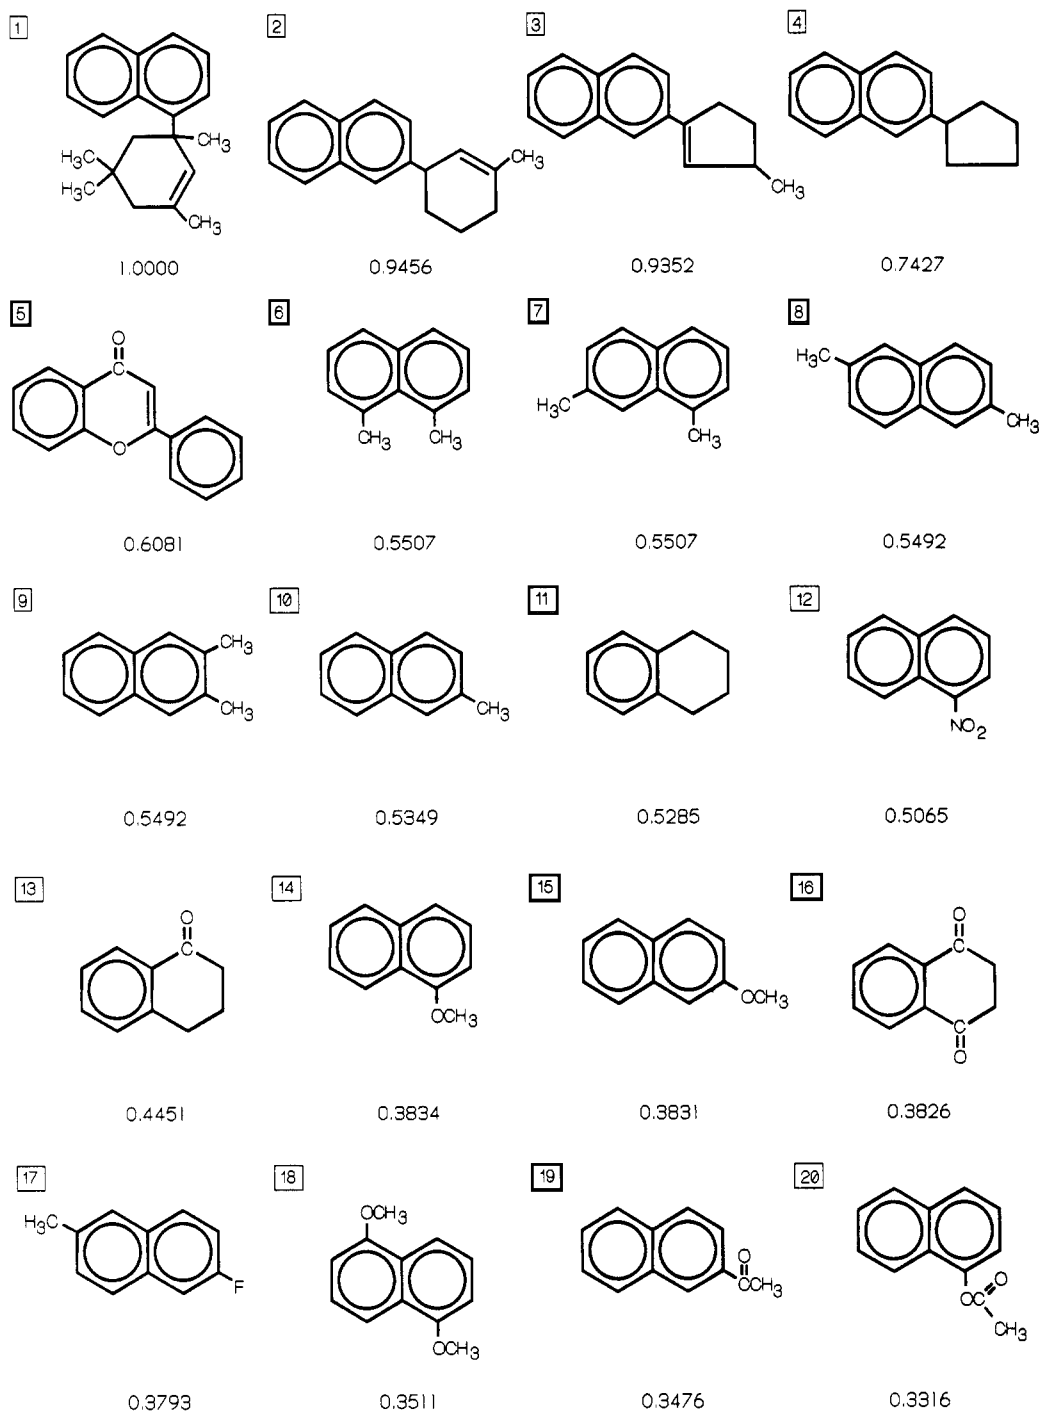 1
2
3
4
CH₃
H₃C
H₃C
CH₃
CH₃
CH₃
1.0000
0.9456
0.9352
0.7427
5
6
7
8
O
O
CH₃ CH₃
H₃C
CH₃
H₃C
CH₃
0.6081
0.5507
0.5507
0.5492
9
10
11
12
CH₃
CH₃
CH₃
NO₂
0.5492
0.5349
0.5285
0.5065
13
14
15
16
O
C
OCH₃
OCH₃
O
C
C
O
0.4451
0.3834
0.3831
0.3826
17
18
19
20
H₃C
F
OCH₃
OCH₃
O
CCH₃
OC
O
CH₃
0.3793
0.3511
0.3476
0.3316